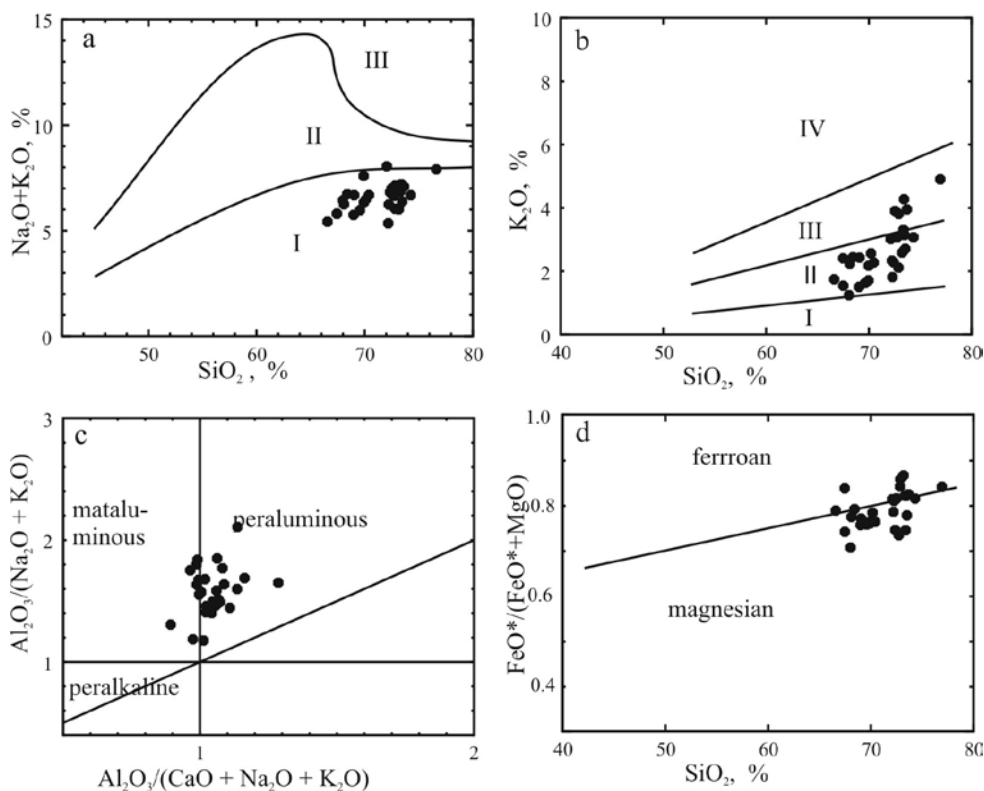 a
Na₂O+K₂O, %
15
10
5
0
III
II
I
50
60
70
80
SiO₂ , %
b
K₂O, %
10
8
6
4
2
0
IV
III
II
I
40
50
60
70
80
SiO₂, %
c
Al₂O₃/(Na₂O + K₂O)
3
2
1
matalu-
minous
peraluminous
peralkaline
1
2
Al₂O₃/(CaO + Na₂O + K₂O)
d
FeO*/(FeO*+MgO)
1.0
0.8
0.6
0.4
ferrroan
magnesian
40
50
60
70
80
SiO₂, %